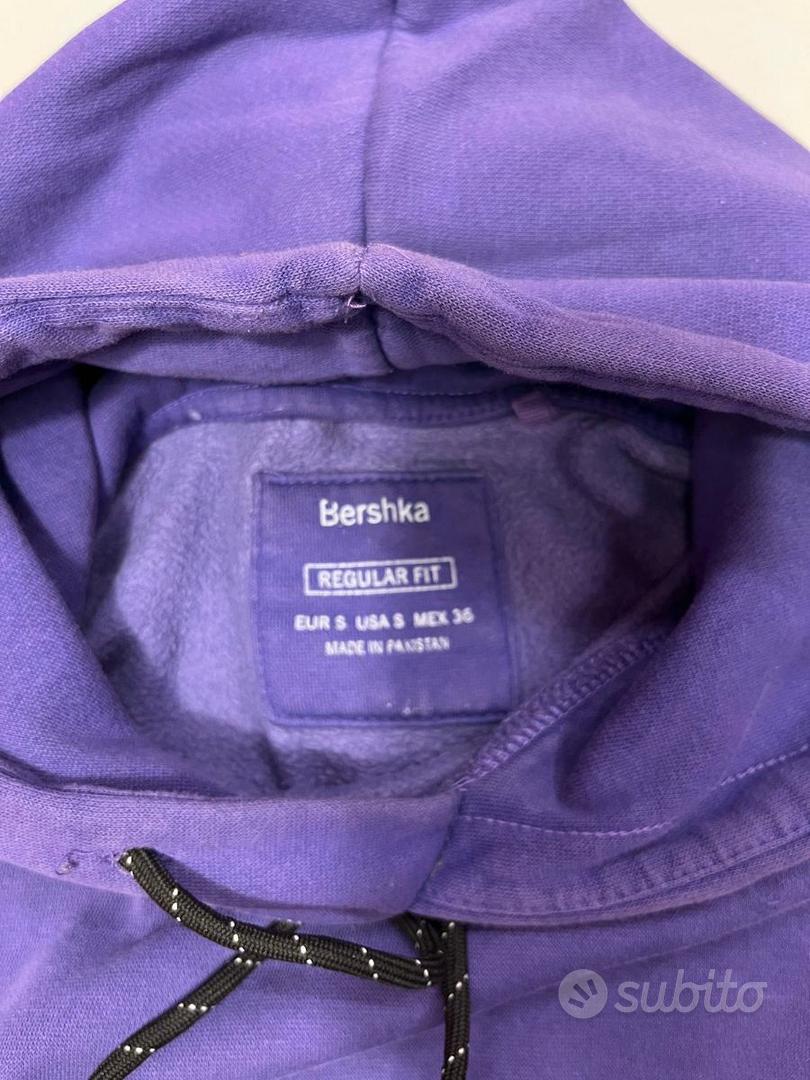 Bershka
REGULAR FIT
EUR S USA S MEX 36
MADE IN PAKISTAN
subito